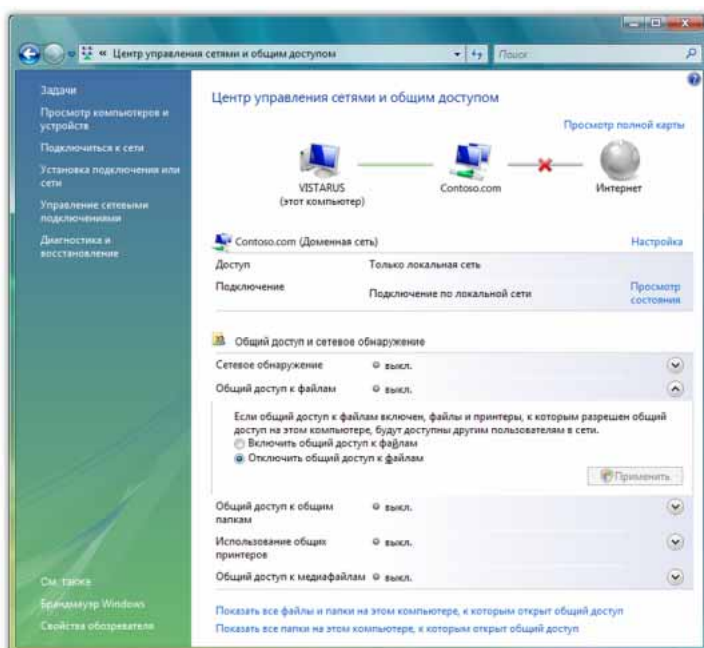 « Центр управления сетями и общим доступом
Поиск
Задачи
Просмотр компьютеров и
устройств
Подключиться к сети
Установка подключения или
сети
Управление сетевыми
подключениями
Диагностика и
восстановление
См. также
Брандмауэр Windows
Свойства обозревателя
Центр управления сетями и общим доступом
Просмотр полной карты
VISTARUS
(этот компьютер)
Contoso.com
Интернет
Contoso.com (Доменная сеть)
Настройка
Доступ
Только локальная сеть
Подключение
Подключение по локальной сети
Просмотр
состояния
Общий доступ и сетевое обнаружение
Сетевое обнаружение
выкл.
Общий доступ к файлам
выкл.
Если общий доступ к файлам включен, файлы и принтеры, к которым разрешен общий
доступ на этом компьютере, будут доступны другим пользователям в сети.
Включить общий доступ к файлам
Отключить общий доступ к файлам
Применить
Общий доступ к общим
папкам
выкл.
Использование общих
принтеров
выкл.
Общий доступ к медиафайлам
выкл.
Показать все файлы и папки на этом компьютере, к которым открыт общий доступ
Показать все папки на этом компьютере, к которым открыт общий доступ